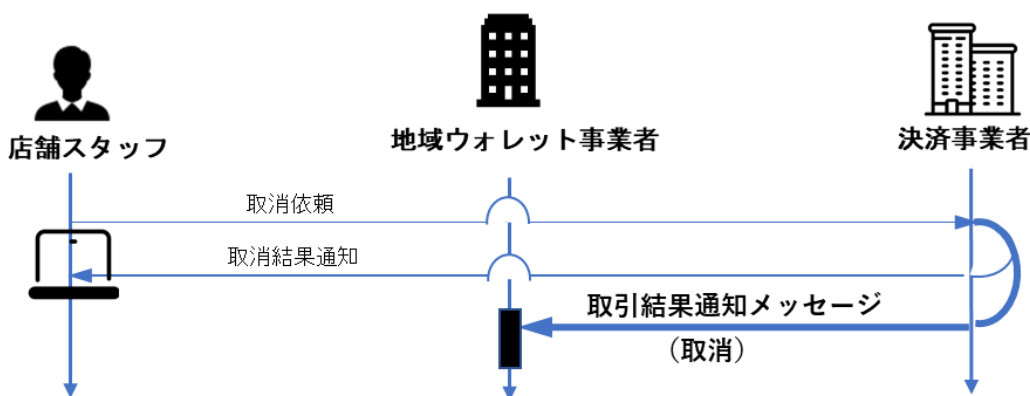 店舗スタッフ
地域ウォレット事業者
決済事業者
取消依頼
取消結果通知
取引結果通知メッセージ
（取消）